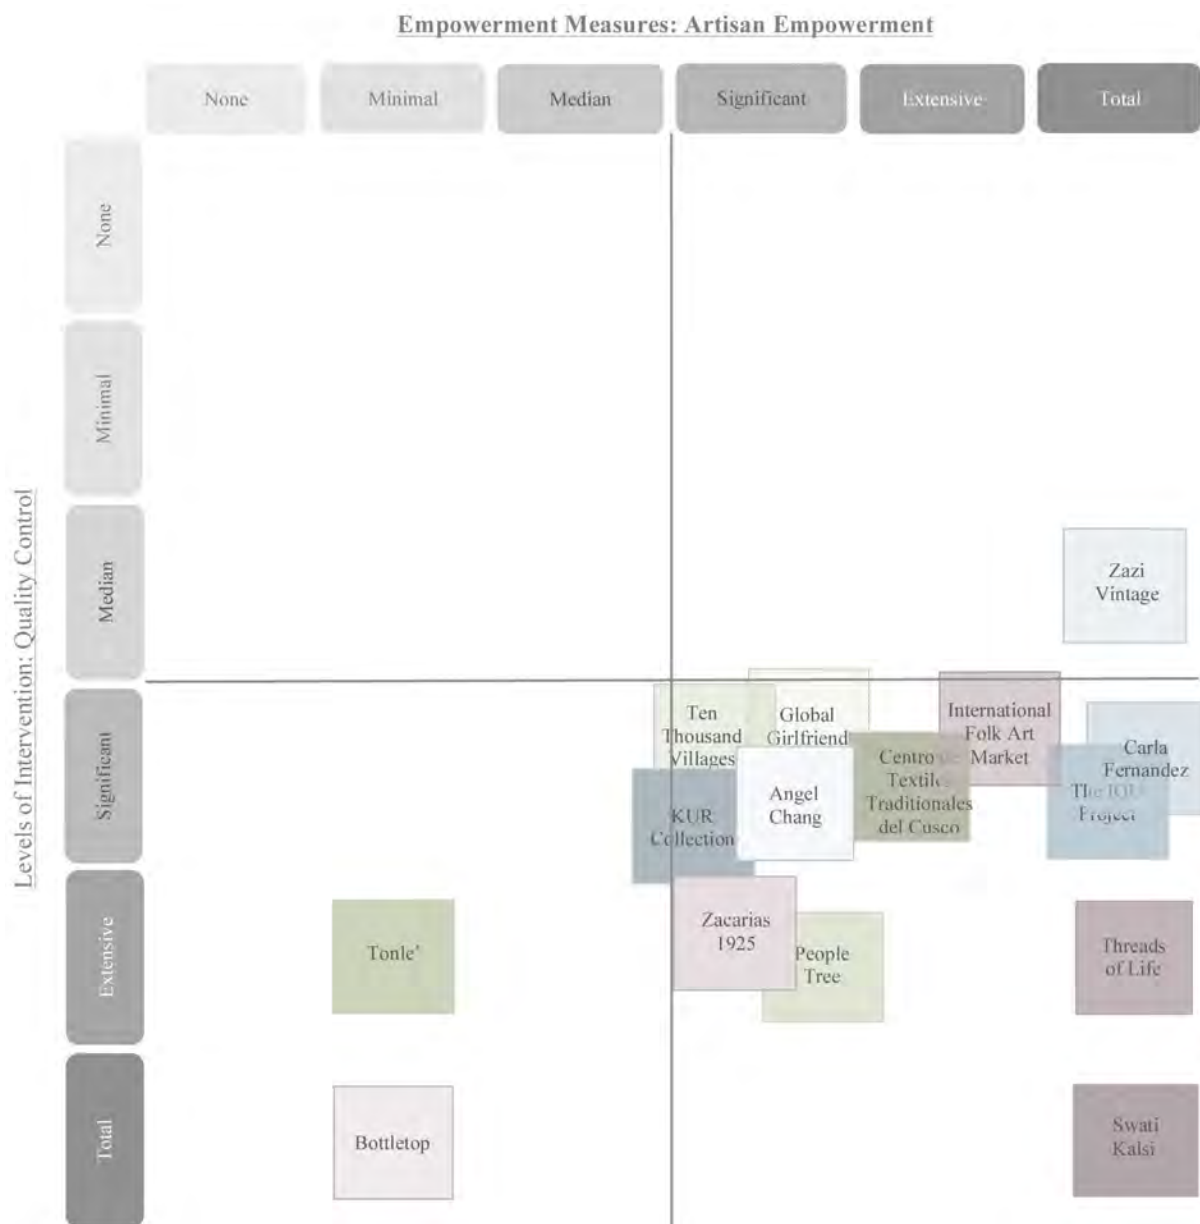 Empowerment Measures: Artisan Empowerment
None
Minimal
Median
Significant
Extensive
Total
Levels of Intervention: Quality Control
None
Minimal
Median
Significant
Extensive
Total
Zazi
Vintage
Ten
Thousand
Villages
Global
Girlfriend
International
Folk Art
Market
Carla
Fernandez
Centro de
Textiles
Traditionales
del Cusco
KUR
Collection
Angel
Chang
The IOU
Project
Tonle'
Zacarias
1925
People
Tree
Threads
of Life
Bottletop
Swati
Kalsi